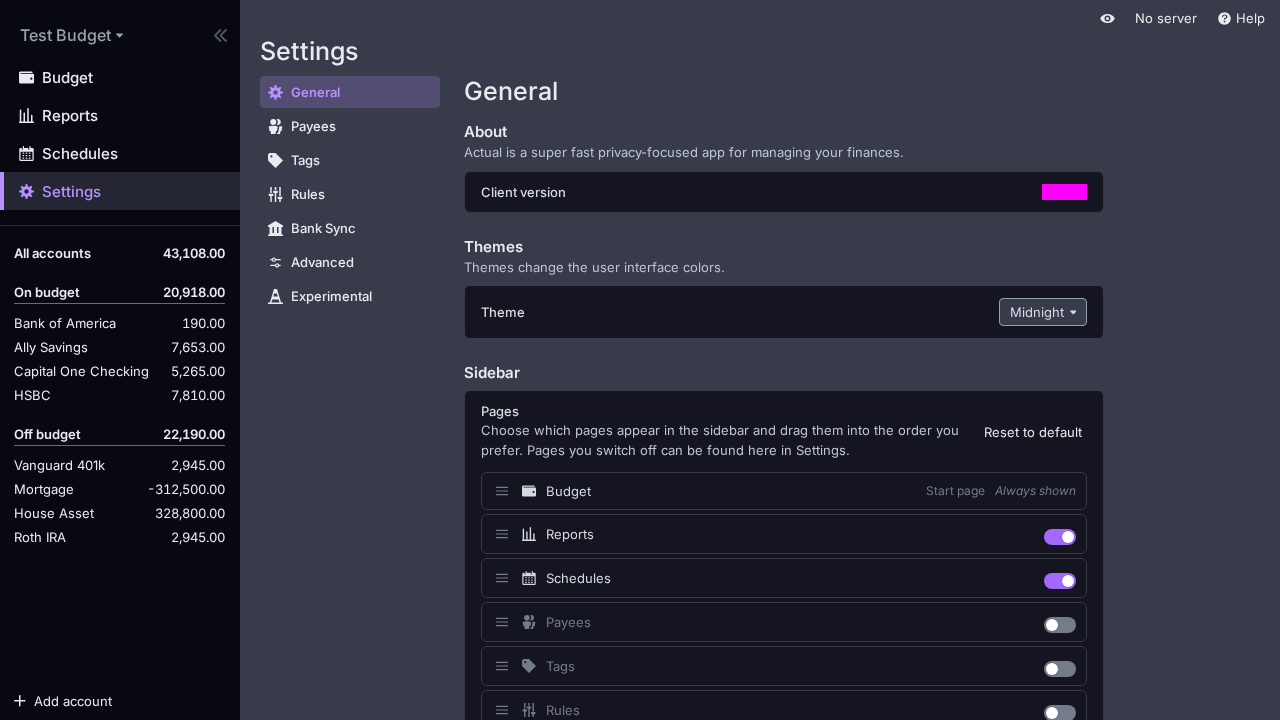 Test Budget
Budget
Reports
Schedules
Settings
All accounts 43,108.00
On budget 20,918.00
Bank of America 190.00
Ally Savings 7,653.00
Capital One Checking 5,265.00
HSBC 7,810.00
Off budget 22,190.00
Vanguard 401k 2,945.00
Mortgage -312,500.00
House Asset 328,800.00
Roth IRA 2,945.00
Add account
No server
Help
Settings
General
Payees
Tags
Rules
Bank Sync
Advanced
Experimental
General
About
Actual is a super fast privacy-focused app for managing your finances.
Client version
Themes
Themes change the user interface colors.
Theme Midnight
Sidebar
Pages
Choose which pages appear in the sidebar and drag them into the order you
prefer. Pages you switch off can be found here in Settings.
Reset to default
Budget Start page Always shown
Reports
Schedules
Payees
Tags
Rules